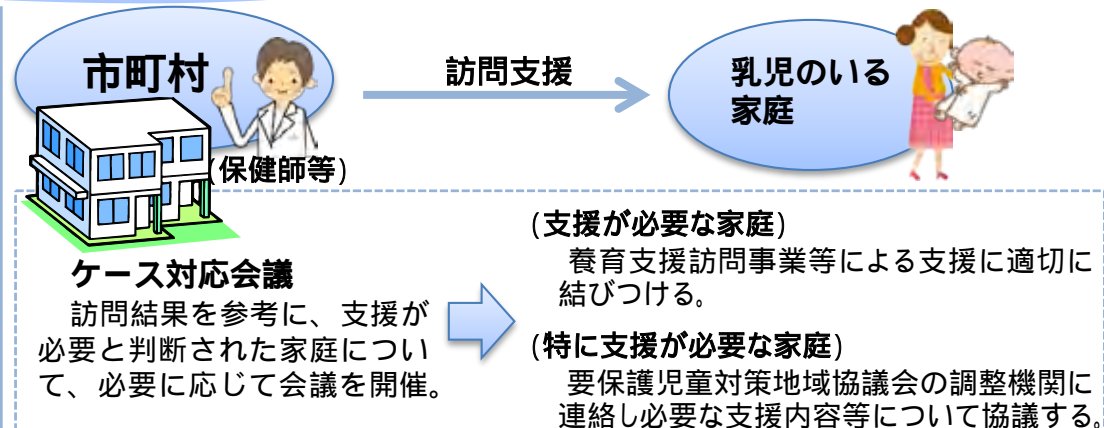 市町村
(保健師等)
訪問支援
乳児のいる
家庭
ケース対応会議
訪問結果を参考に、支援が
必要と判断された家庭につい
て、必要に応じて会議を開催。
(支援が必要な家庭)
養育支援訪問事業等による支援に適切に
結びつける。
(特に支援が必要な家庭)
要保護児童対策地域協議会の調整機関に
連絡し必要な支援内容等について協議する。